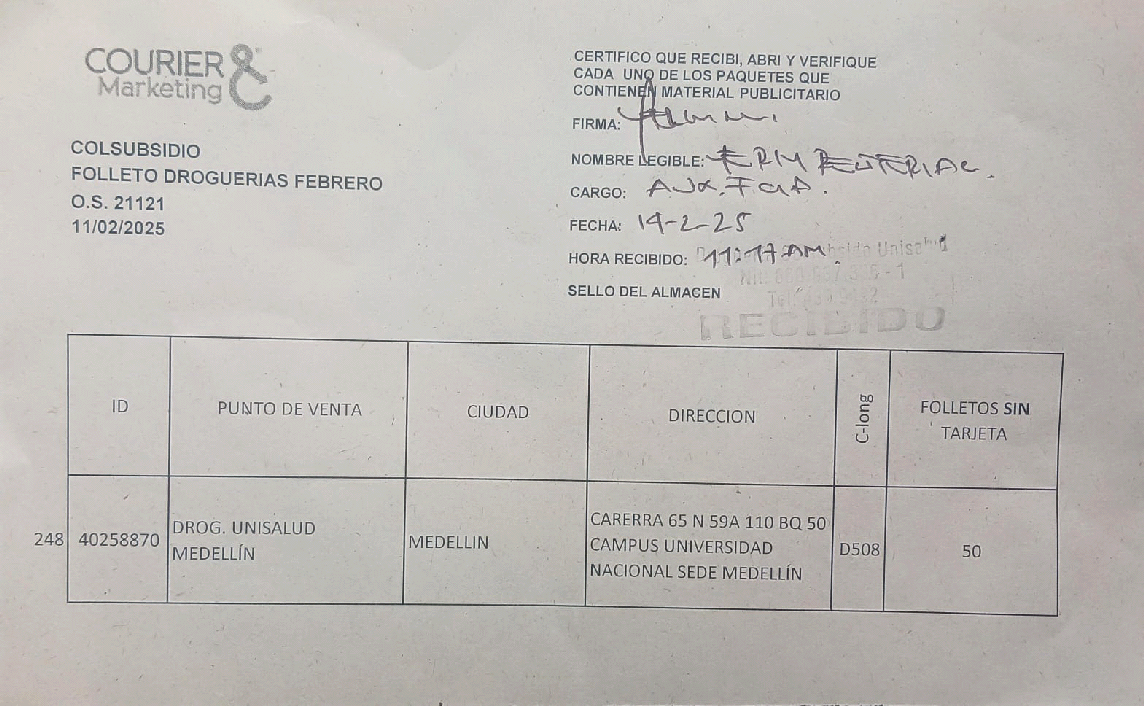 COURIER &
Marketing
COLSUBSIDIO
FOLLETO DROGUERIAS FEBRERO
O.S. 21121
11/02/2025
CERTIFICO QUE RECIBI, ABRI Y VERIFIQUE
CADA UNO DE LOS PAQUETES QUE
CONTIENEN MATERIAL PUBLICITARIO
FIRMA:
NOMBRE LEGIBLE:
CARGO: AUX. FCIA.
FECHA: 14-2-25
HORA RECIBIDO: 11:17 AM
Unisalud
SELLO DEL ALMACEN
RECIBIDO
ID
PUNTO DE VENTA
CIUDAD
DIRECCION
C-long
FOLLETOS SIN
TARJETA
248
40258870
DROG. UNISALUD
MEDELLÍN
MEDELLIN
CARERRA 65 N 59A 110 BQ 50
CAMPUS UNIVERSIDAD
NACIONAL SEDE MEDELLÍN
D508
50